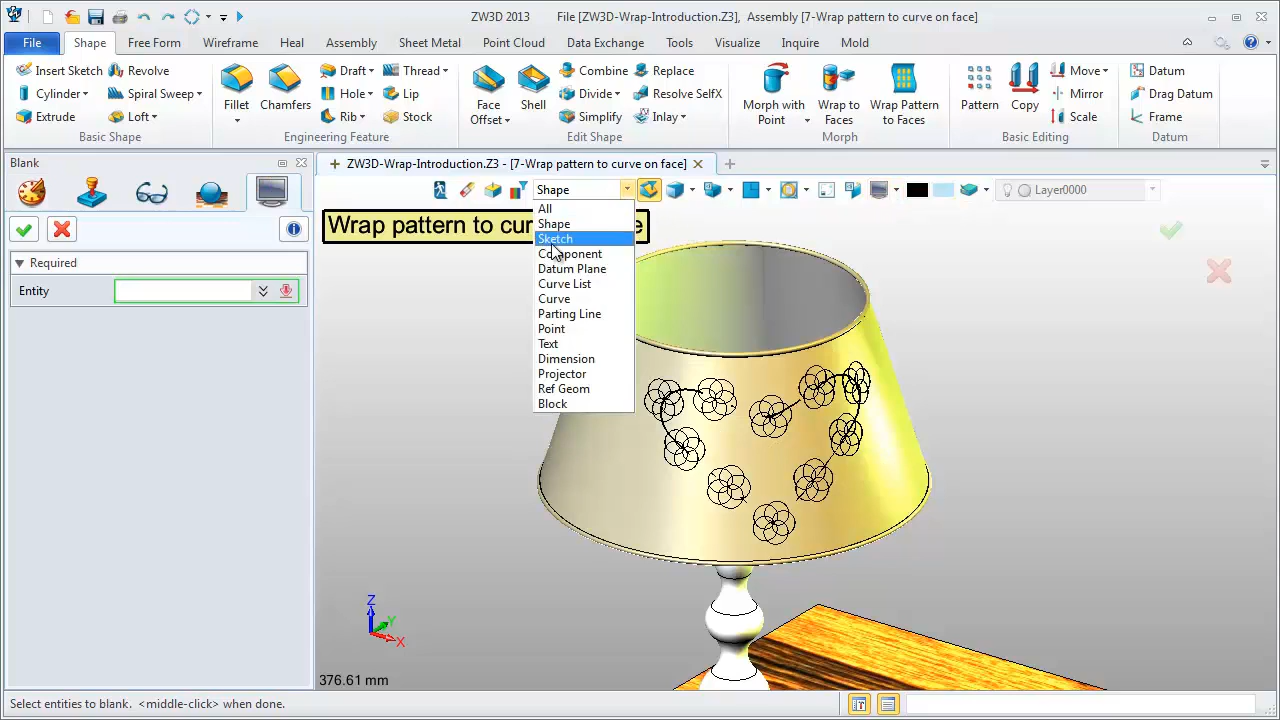 ZW3D 2013 File [ZW3D-Wrap-Introduction.Z3], Assembly [7-Wrap pattern to curve on face]
File Shape Free Form Wireframe Heal Assembly Sheet Metal Point Cloud Data Exchange Tools Visualize Inquire Mold
Insert Sketch Revolve Draft Thread Combine Replace Move Datum
Cylinder Spiral Sweep Hole Lip Divide Resolve SelfX Mirror Drag Datum
Extrude Loft Rib Stock Simplify Inlay Scale Frame
Fillet Chamfers Face Offset Shell Morph with Point Wrap to Faces Wrap Pattern to Faces Pattern Copy
Basic Shape Engineering Feature Edit Shape Morph Basic Editing Datum
Blank
ZW3D-Wrap-Introduction.Z3 - [7-Wrap pattern to curve on face]
Shape
Layer0000
Wrap pattern to cur e
All
Shape
Sketch
Component
Datum Plane
Curve List
Curve
Parting Line
Point
Text
Dimension
Projector
Ref Geom
Block
Required
Entity
Z
Y
X
376.61 mm
Select entities to blank. <middle-click> when done.